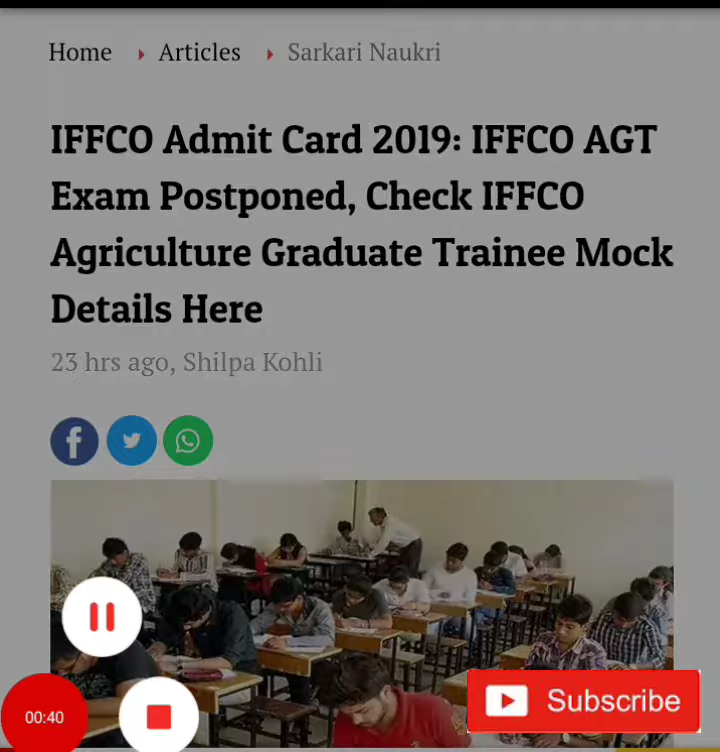 Home Articles Sarkari Naukri
IFFCO Admit Card 2019: IFFCO AGT
Exam Postponed, Check IFFCO
Agriculture Graduate Trainee Mock
Details Here
23 hrs ago, Shilpa Kohli
00:40
Subscribe